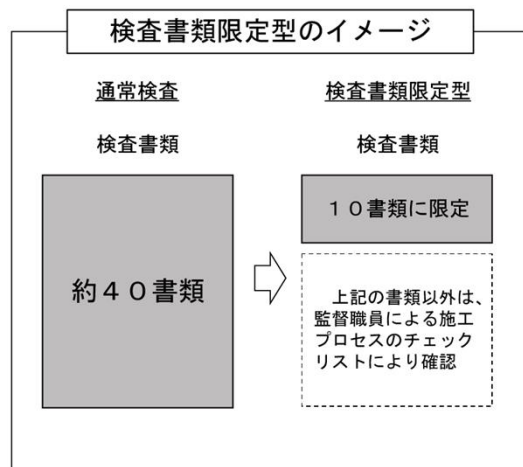 検査書類限定型のイメージ
通常検査
検査書類
約４０書類
検査書類限定型
検査書類
１０書類に限定
上記の書類以外は、
監督職員による施工
プロセスのチェック
リストにより確認